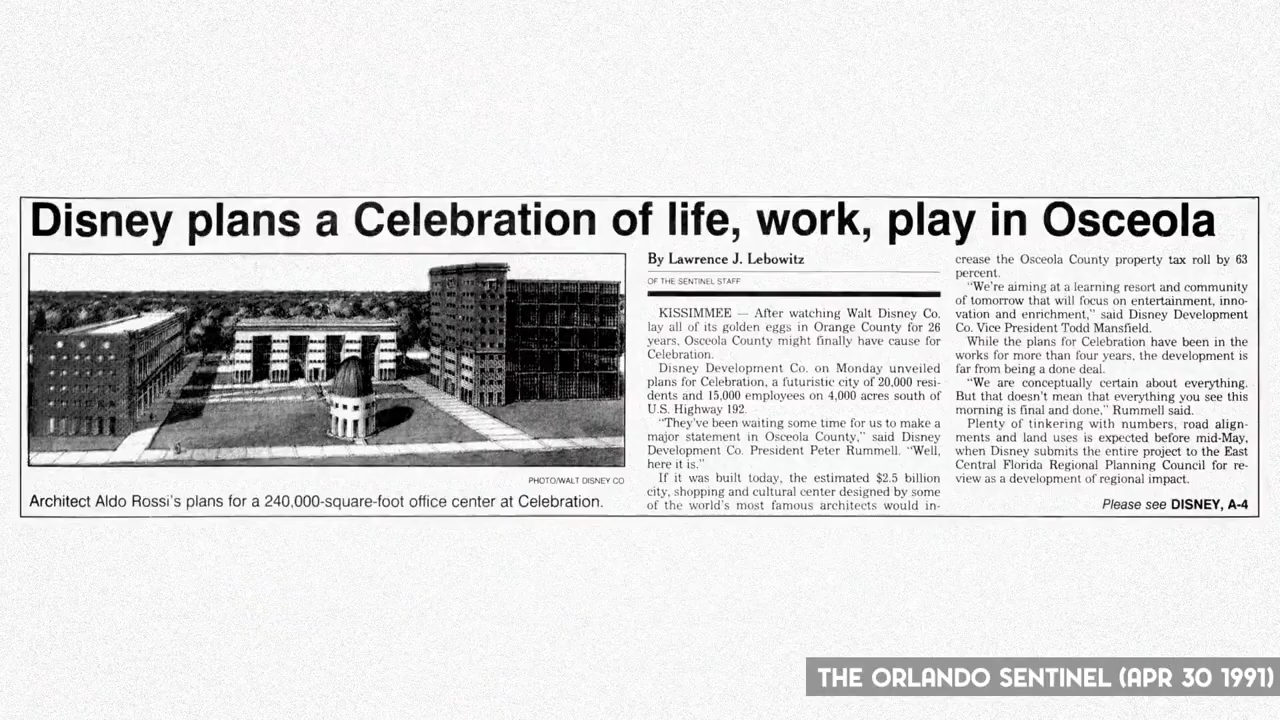 Disney plans a Celebration of life, work, play in Osceola
PHOTO/WALT DISNEY CO
Architect Aldo Rossi's plans for a 240,000-square-foot office center at Celebration.
By Lawrence J. Lebowitz
OF THE SENTINEL STAFF
KISSIMMEE — After watching Walt Disney Co.
lay all of its golden eggs in Orange County for 26
years, Osceola County might finally have cause for
Celebration.
Disney Development Co. on Monday unveiled
plans for Celebration, a futuristic city of 20,000 resi-
dents and 15,000 employees on 4,000 acres south of
U.S. Highway 192.
"They've been waiting some time for us to make a
major statement in Osceola County," said Disney
Development Co. President Peter Rummell. "Well,
here it is."
If it was built today, the estimated $2.5 billion
city, shopping and cultural center designed by some
of the world's most famous architects would in-
crease the Osceola County property tax roll by 63
percent.
"We're aiming at a learning resort and community
of tomorrow that will focus on entertainment, inno-
vation and enrichment," said Disney Development
Co. Vice President Todd Mansfield.
While the plans for Celebration have been in the
works for more than four years, the development is
far from being a done deal.
"We are conceptually certain about everything.
But that doesn't mean that everything you see this
morning is final and done," Rummell said.
Plenty of tinkering with numbers, road align-
ments and land uses is expected before mid-May,
when Disney submits the entire project to the East
Central Florida Regional Planning Council for re-
view as a development of regional impact.
Please see DISNEY, A-4
THE ORLANDO SENTINEL (APR 30 1991)